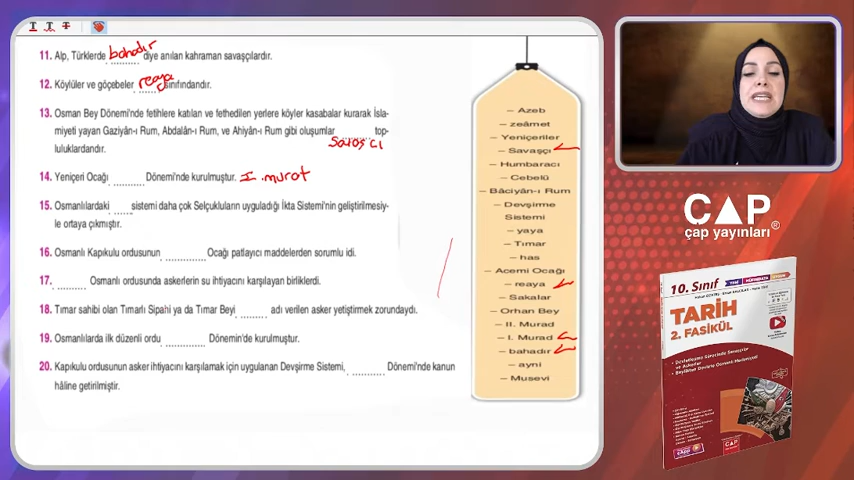 11. Alp, Türklerde bahadır diye anılan kahraman savaşçılardır.
12. Köylüler ve göçebeler reaya sınıfındandır.
13. Osman Bey Dönemi'nde fetihlere katılan ve fethedilen yerlere köyler kasabalar kurarak İsla-
miyeti yayan Gaziyân-ı Rum, Abdalân-ı Rum, ve Ahiyân-ı Rum gibi oluşumlar ............ top-
savaşçı
luluklardandır.
14. Yeniçeri Ocağı ............ Dönemi'nde kurulmuştur. I. murat
15. Osmanlılardaki ...... sistemi daha çok Selçukluların uyguladığı İkta Sistemi'nin geliştirilmesiy-
le ortaya çıkmıştır.
16. Osmanlı Kapıkulu ordusunun ............. Ocağı patlayıcı maddelerden sorumlu idi.
17. ............ Osmanlı ordusunda askerlerin su ihtiyacını karşılayan birliklerdi.
18. Tımar sahibi olan Tımarlı Sipahi ya da Tımar Beyi .......... adı verilen asker yetiştirmek zorundaydı.
19. Osmanlılarda ilk düzenli ordu ............. Dönemin'de kurulmuştur.
20. Kapıkulu ordusunun asker ihtiyacını karşılamak için uygulanan Devşirme Sistemi, ............ Dönemi'nde kanun
hâline getirilmiştir.
– Azeb
– zeâmet
– Yeniçeriler
– Savaşçı
– Humbaracı
– Cebelü
– Bâciyân-ı Rum
– Devşirme
Sistemi
– yaya
– Tımar
– has
– Acemi Ocağı
– reaya
– Sakalar
– Orhan Bey
– II. Murad
– I. Murad
– bahadır
– ayni
– Musevi
ÇAP
çap yayınları
10. Sınıf
TARİH
2. FASİKÜL